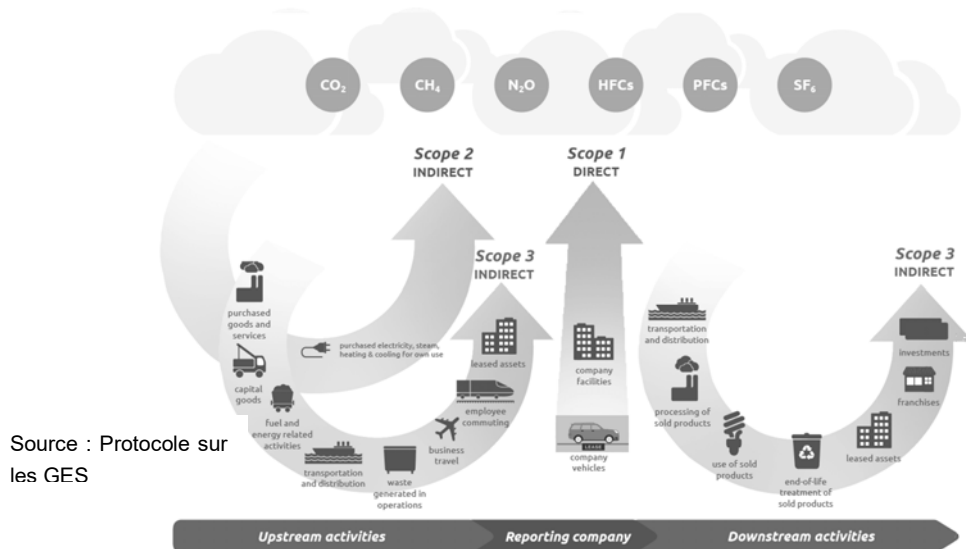 CO₂
CH₄
N₂O
HFCs
PFCs
SF₆
Scope 2
INDIRECT
Scope 1
DIRECT
Scope 3
INDIRECT
Scope 3
INDIRECT
purchased
goods and
services
capital
goods
fuel and
energy related
activities
purchased electricity, steam,
heating & cooling for own use
transportation
and distribution
waste
generated in
operations
business
travel
employee
commuting
leased assets
company
facilities
LEASE
company
vehicles
transportation
and distribution
processing of
sold products
use of sold
products
end-of-life
treatment of
sold products
leased assets
franchises
investments
Source : Protocole sur
les GES
Upstream activities
Reporting company
Downstream activities